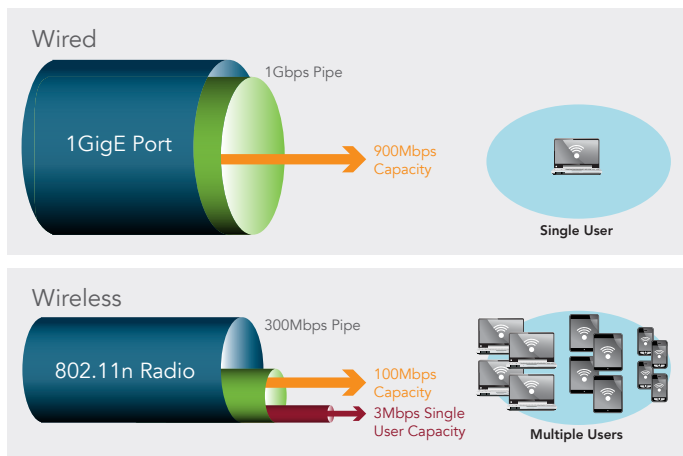 Wired
1Gbps Pipe
1GigE Port
900Mbps
Capacity
Single User
Wireless
300Mbps Pipe
802.11n Radio
100Mbps
Capacity
3Mbps Single
User Capacity
Multiple Users